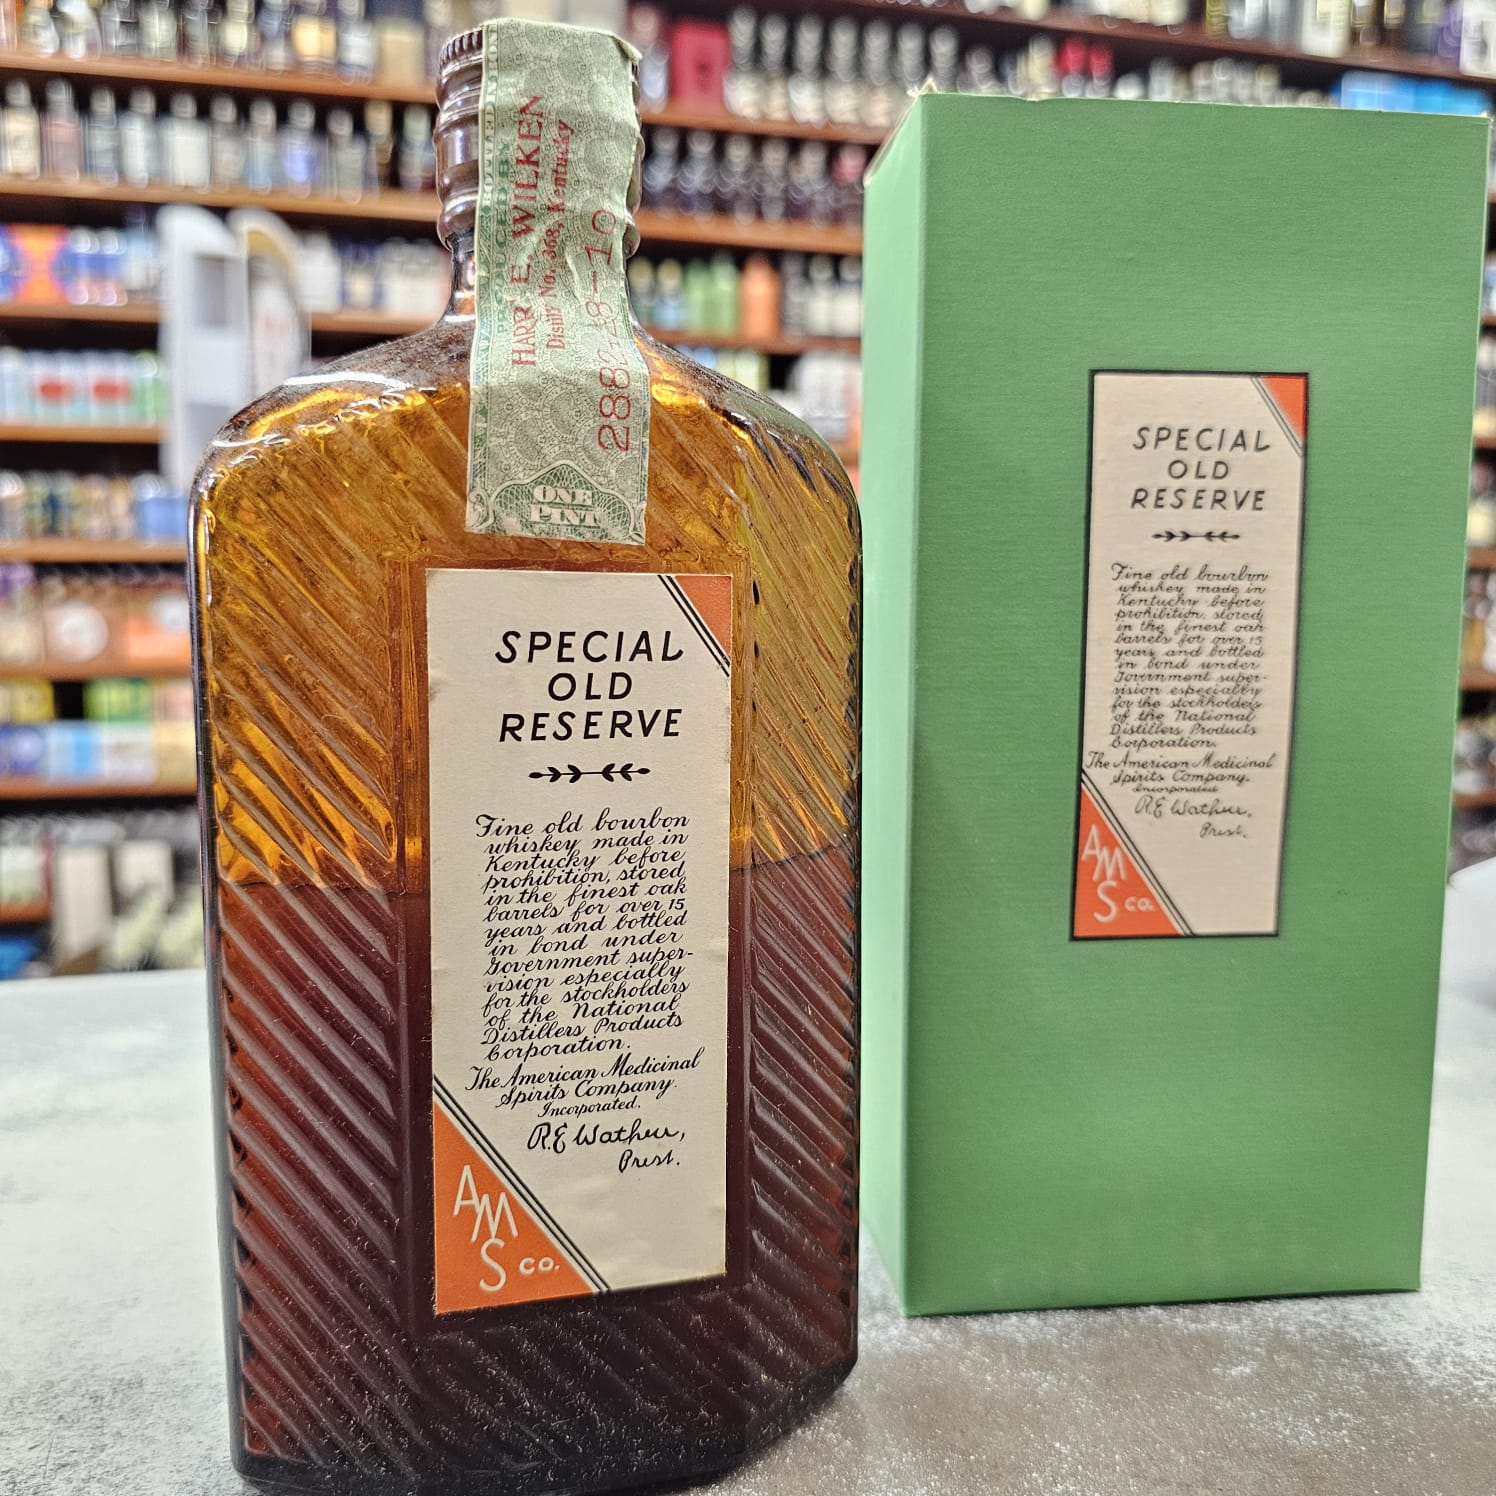 PRODUCED BY
HARRY E. WILKEN
Distily No. 368, Kentucky
ONE
PINT
SPECIAL
OLD
RESERVE
Fine old bourbon
whiskey made in
Kentucky before
prohibition, stored
in the finest oak
barrels for over 15
years and bottled
in bond under
Government super-
vision especially
for the stockholders
of the National
Distillers Products
Corporation.
The American Medicinal
Spirits Company.
Incorporated.
R.E. Wathen,
Prest.
AMS CO.
SPECIAL
OLD
RESERVE
Fine old bourbon
whiskey made in
Kentucky before
prohibition, stored
in the finest oak
barrels for over 15
years and bottled
in bond under
Government super-
vision especially
for the stockholders
of the National
Distillers Products
Corporation.
The American Medicinal
Spirits Company.
Incorporated
R.E. Wathen,
Prest.
AMS CO.